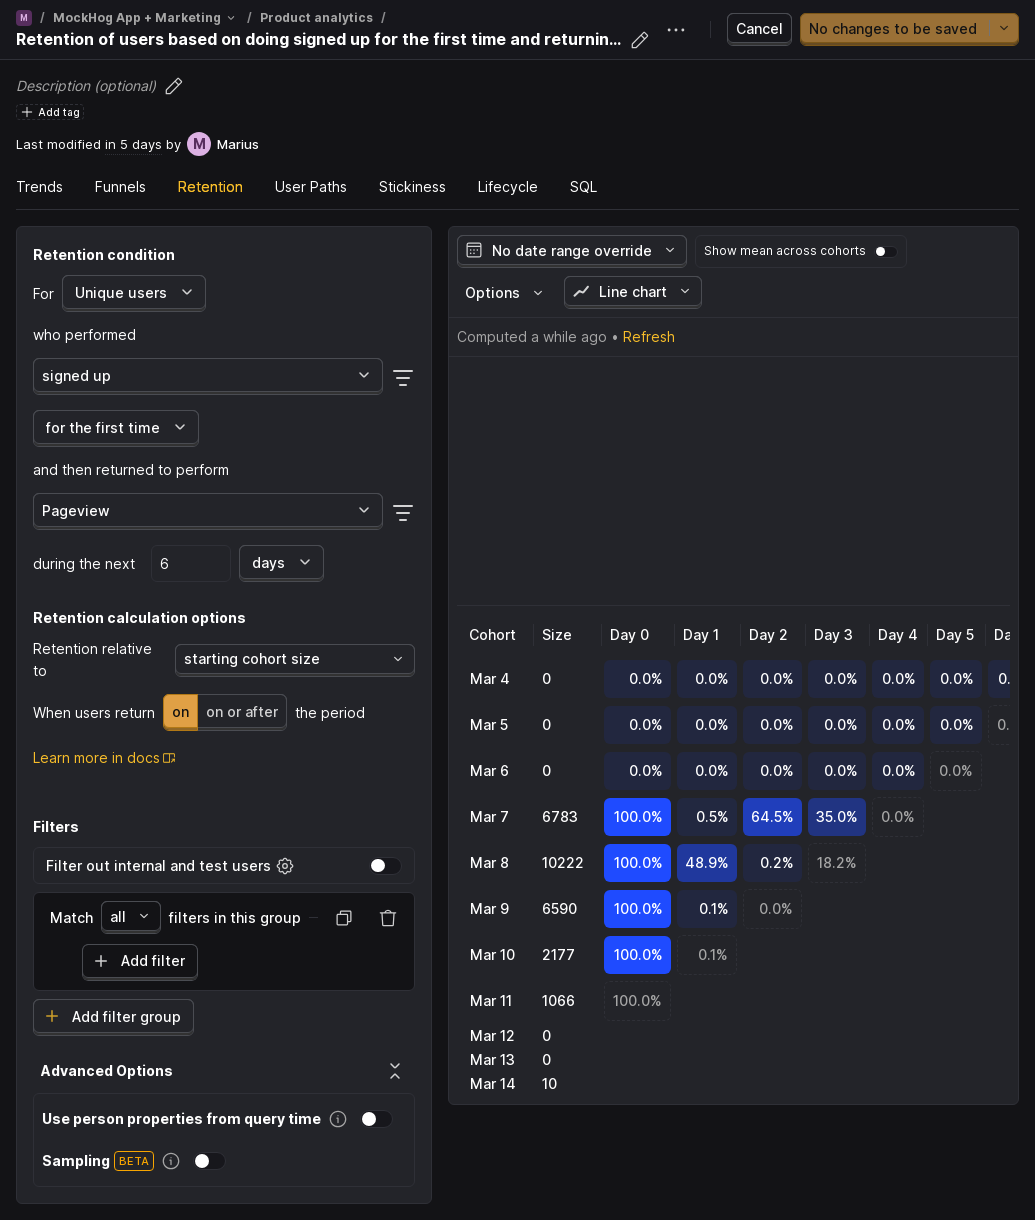 M / MockHog App + Marketing / Product analytics /
Retention of users based on doing signed up for the first time and returnin...
Cancel
No changes to be saved
Description (optional)
Add tag
Last modified in 5 days by M Marius
Trends Funnels Retention User Paths Stickiness Lifecycle SQL
Retention condition
For Unique users
who performed
signed up
for the first time
and then returned to perform
Pageview
during the next 6 days
Retention calculation options
Retention relative
to
starting cohort size
When users return on on or after the period
Learn more in docs
Filters
Filter out internal and test users
Match all filters in this group
Add filter
Add filter group
Advanced Options
Use person properties from query time
Sampling BETA
No date range override Show mean across cohorts
Options Line chart
Computed a while ago • Refresh
Cohort Size Day 0 Day 1 Day 2 Day 3 Day 4 Day 5 Da
Mar 4 0 0.0% 0.0% 0.0% 0.0% 0.0% 0.0% 0.
Mar 5 0 0.0% 0.0% 0.0% 0.0% 0.0% 0.0% 0.
Mar 6 0 0.0% 0.0% 0.0% 0.0% 0.0% 0.0%
Mar 7 6783 100.0% 0.5% 64.5% 35.0% 0.0%
Mar 8 10222 100.0% 48.9% 0.2% 18.2%
Mar 9 6590 100.0% 0.1% 0.0%
Mar 10 2177 100.0% 0.1%
Mar 11 1066 100.0%
Mar 12 0
Mar 13 0
Mar 14 10